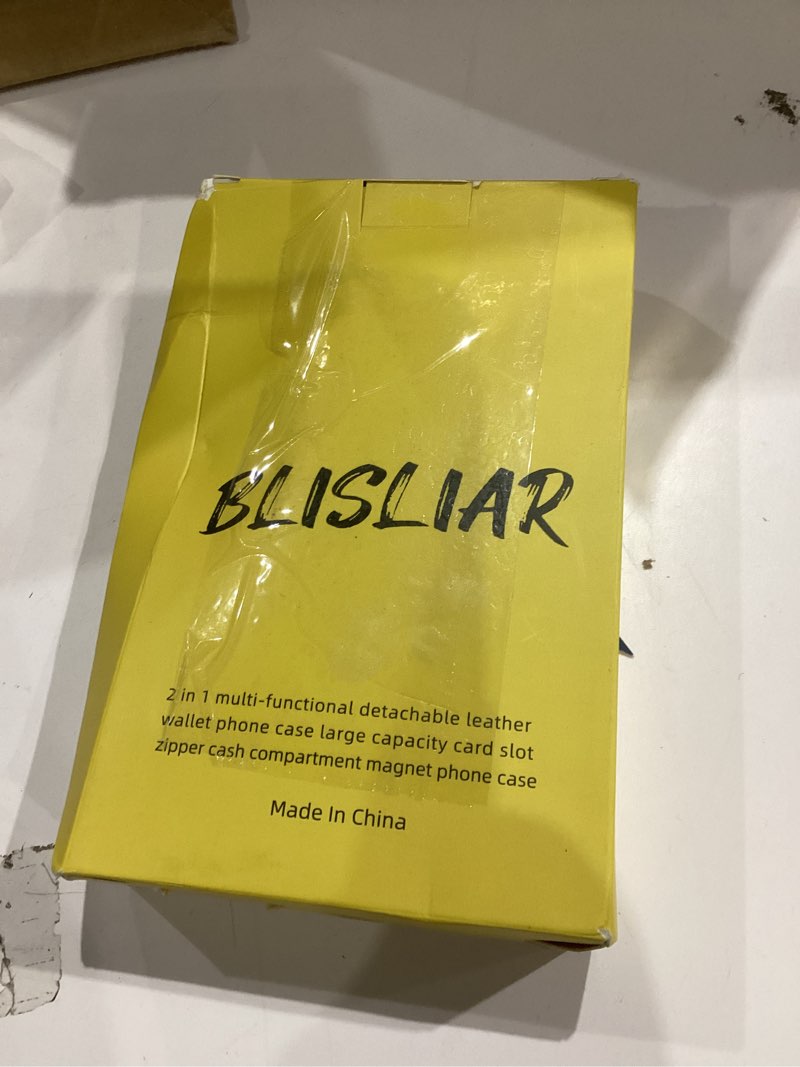 BLISLIAR
2 in 1 multi-functional detachable leather
wallet phone case large capacity card slot
zipper cash compartment magnet phone case
Made In China